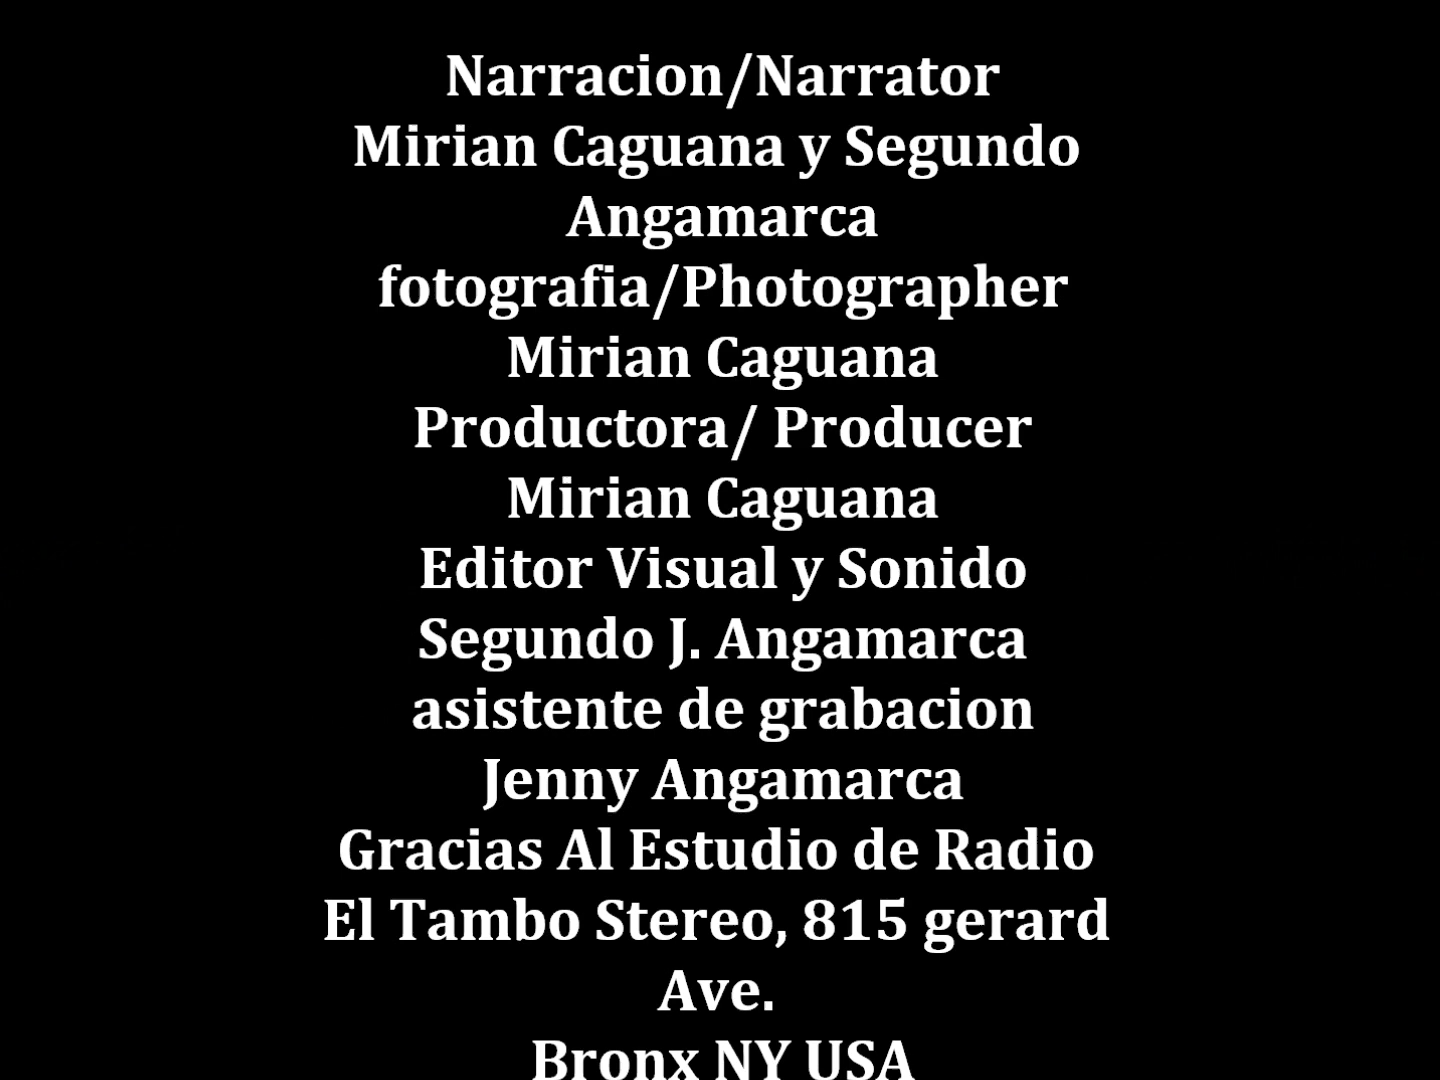 Narracion/Narrator
Mirian Caguana y Segundo
Angamarca
fotografia/Photographer
Mirian Caguana
Productora/ Producer
Mirian Caguana
Editor Visual y Sonido
Segundo J. Angamarca
asistente de grabacion
Jenny Angamarca
Gracias Al Estudio de Radio
El Tambo Stereo, 815 gerard
Ave.
Bronx NY USA